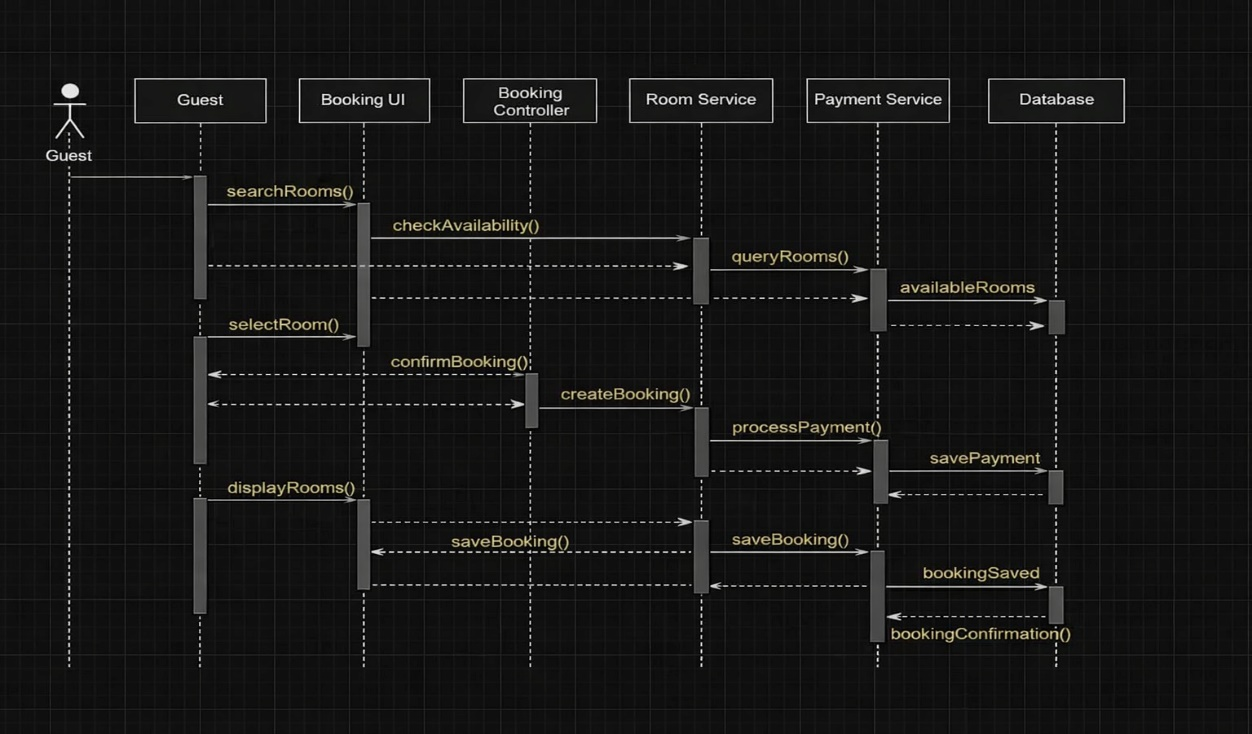 Guest
Booking UI
Booking
Controller
Room Service
Payment Service
Database
Guest
searchRooms()
checkAvailability()
queryRooms()
availableRooms
selectRoom()
confirmBooking()
createBooking()
processPayment()
savePayment
displayRooms()
saveBooking()
saveBooking()
bookingSaved
bookingConfirmation()